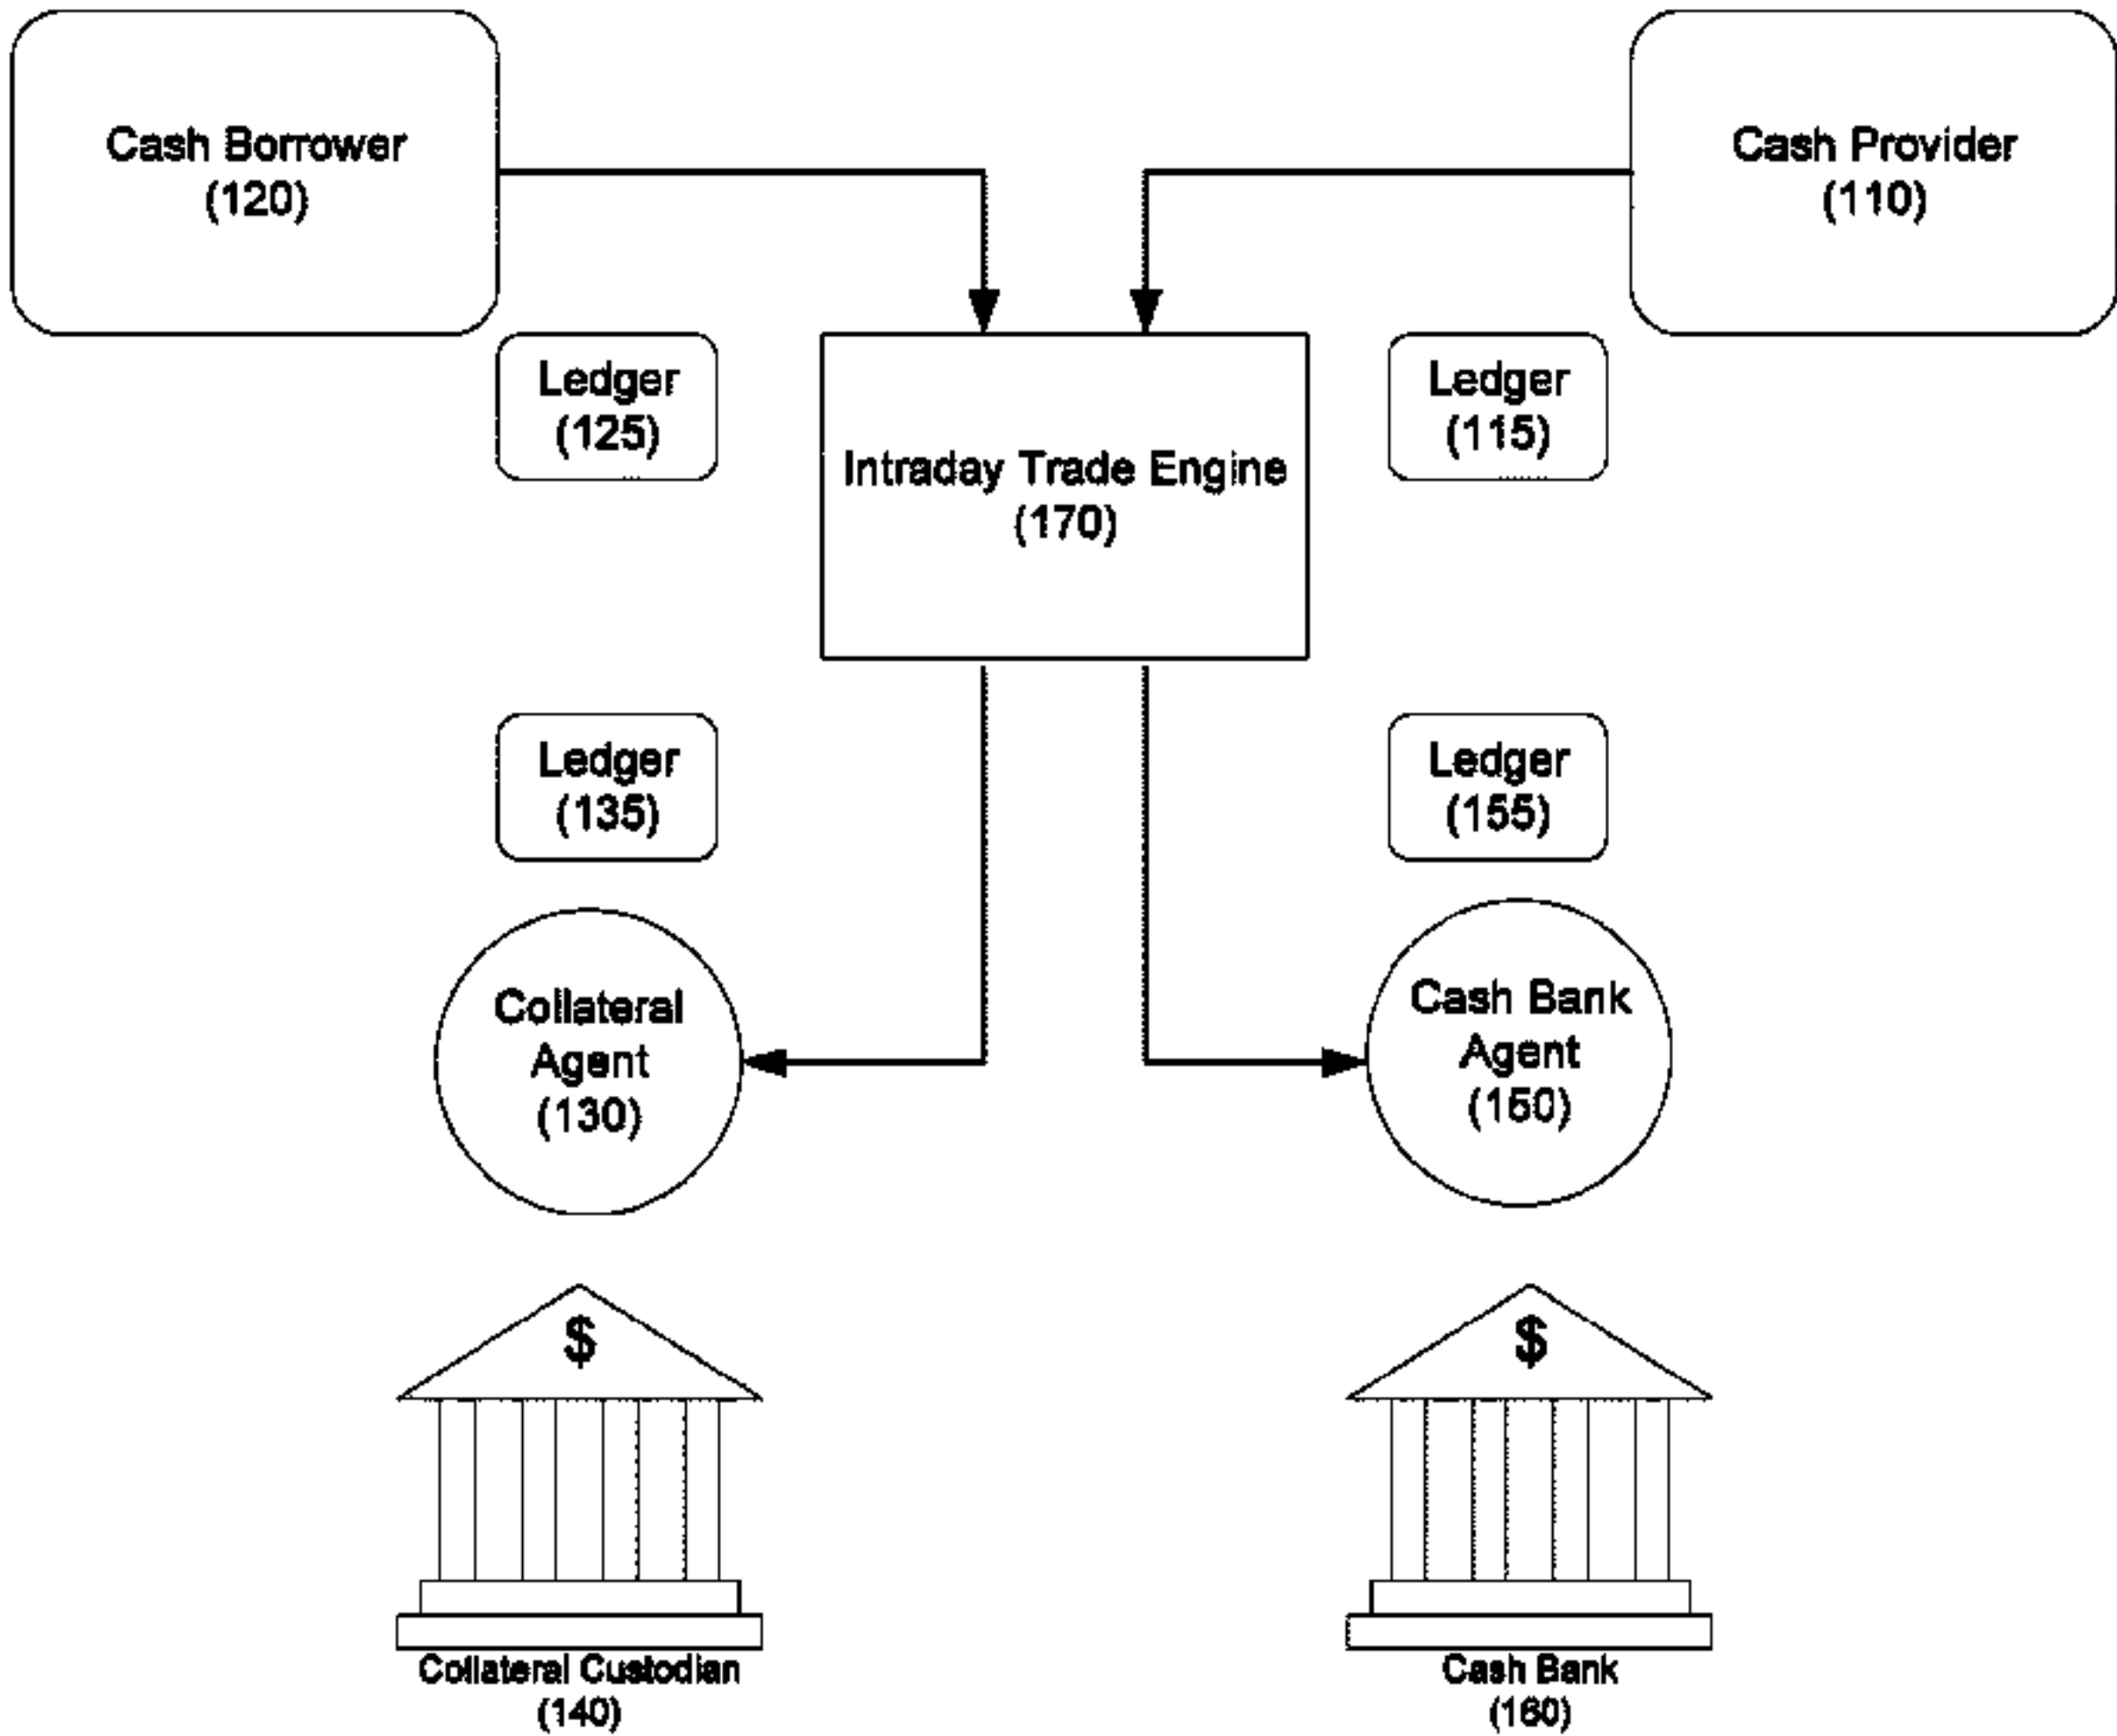 Cash Borrower
(120)
Cash Provider
(110)
Ledger
(125)
Intraday Trade Engine
(170)
Ledger
(115)
Ledger
(135)
Ledger
(155)
Collateral
Agent
(130)
Cash Bank
Agent
(150)
$
$
Collateral Custodian
(140)
Cash Bank
(160)